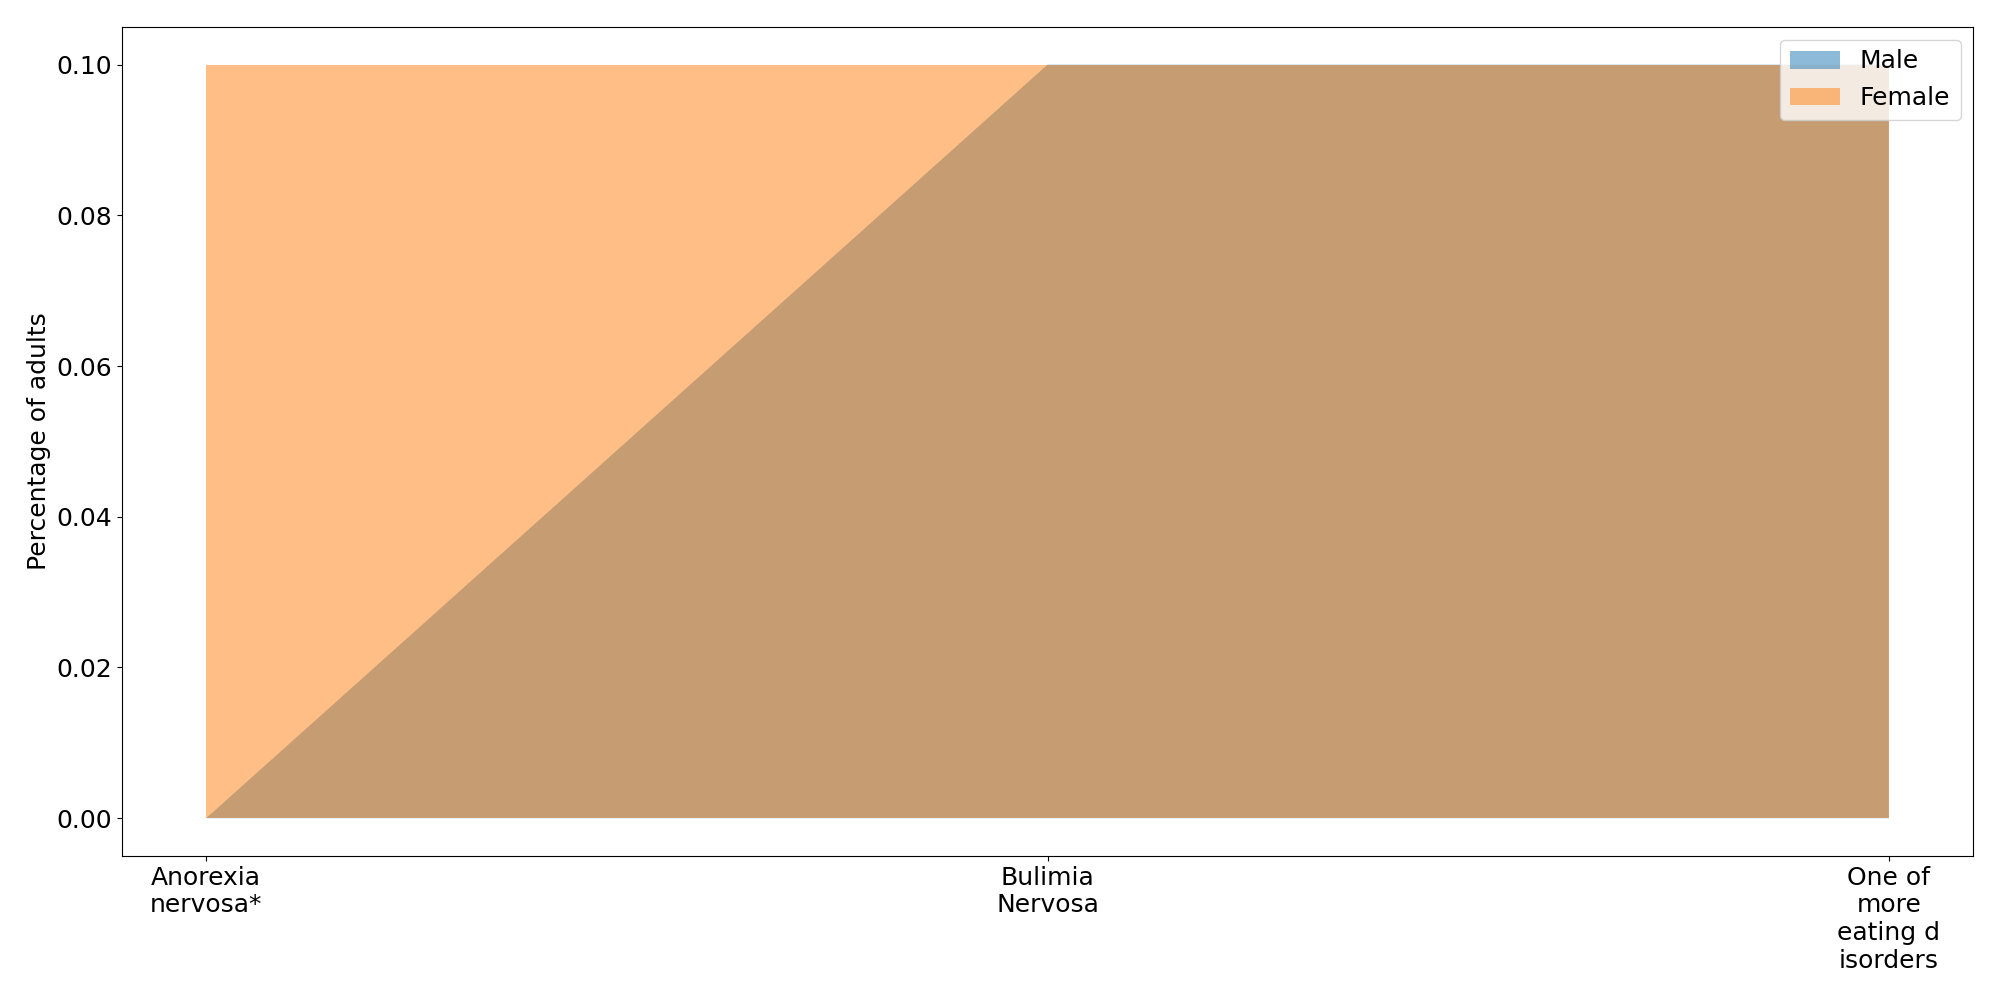 Male
Female
Percentage of adults
0.10
0.08
0.06
0.04
0.02
0.00
Anorexia
nervosa*
Bulimia
Nervosa
One of
more
eating d
isorders